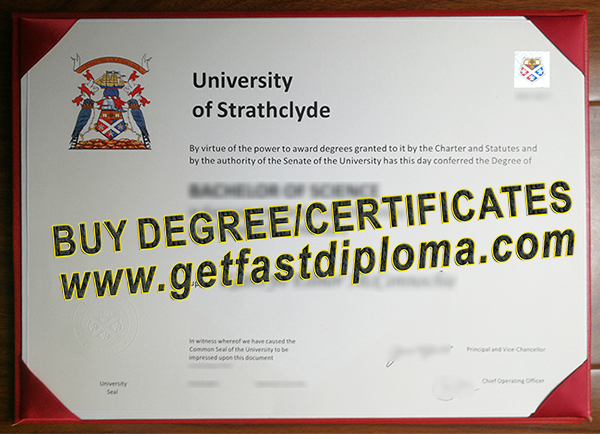 University
of Strathclyde
By virtue of the power to award degrees granted to it by the Charter and Statutes and
by the authority of the Senate of the University has this day conferred the Degree of
BACHELOR OF SCIENCE
BUY DEGREE/CERTIFICATES
www.getfastdiploma.com
In witness whereof we have caused the
Common Seal of the University to be
impressed upon this document
Principal and Vice-Chancellor
University
Seal
Chief Operating Officer